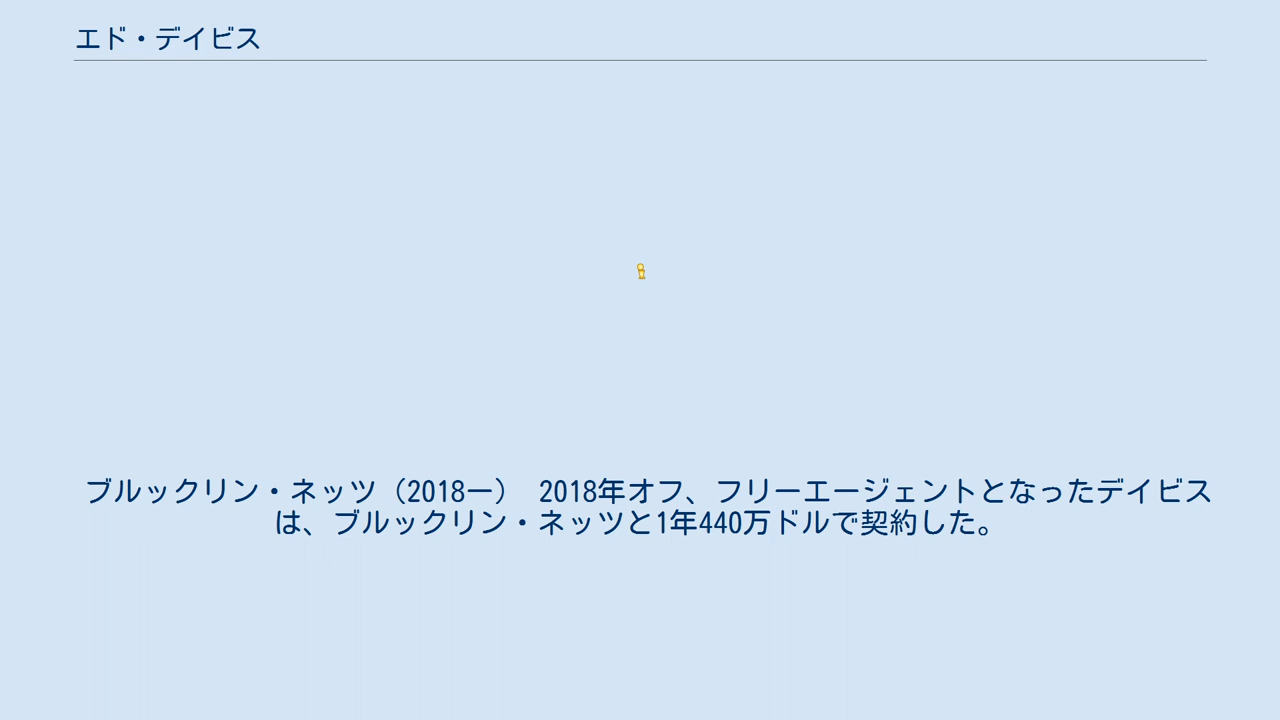 エド・デイビス
ブルックリン・ネッツ（2018ー）　2018年オフ、フリーエージェントとなったデイビス
は、ブルックリン・ネッツと1年440万ドルで契約した。